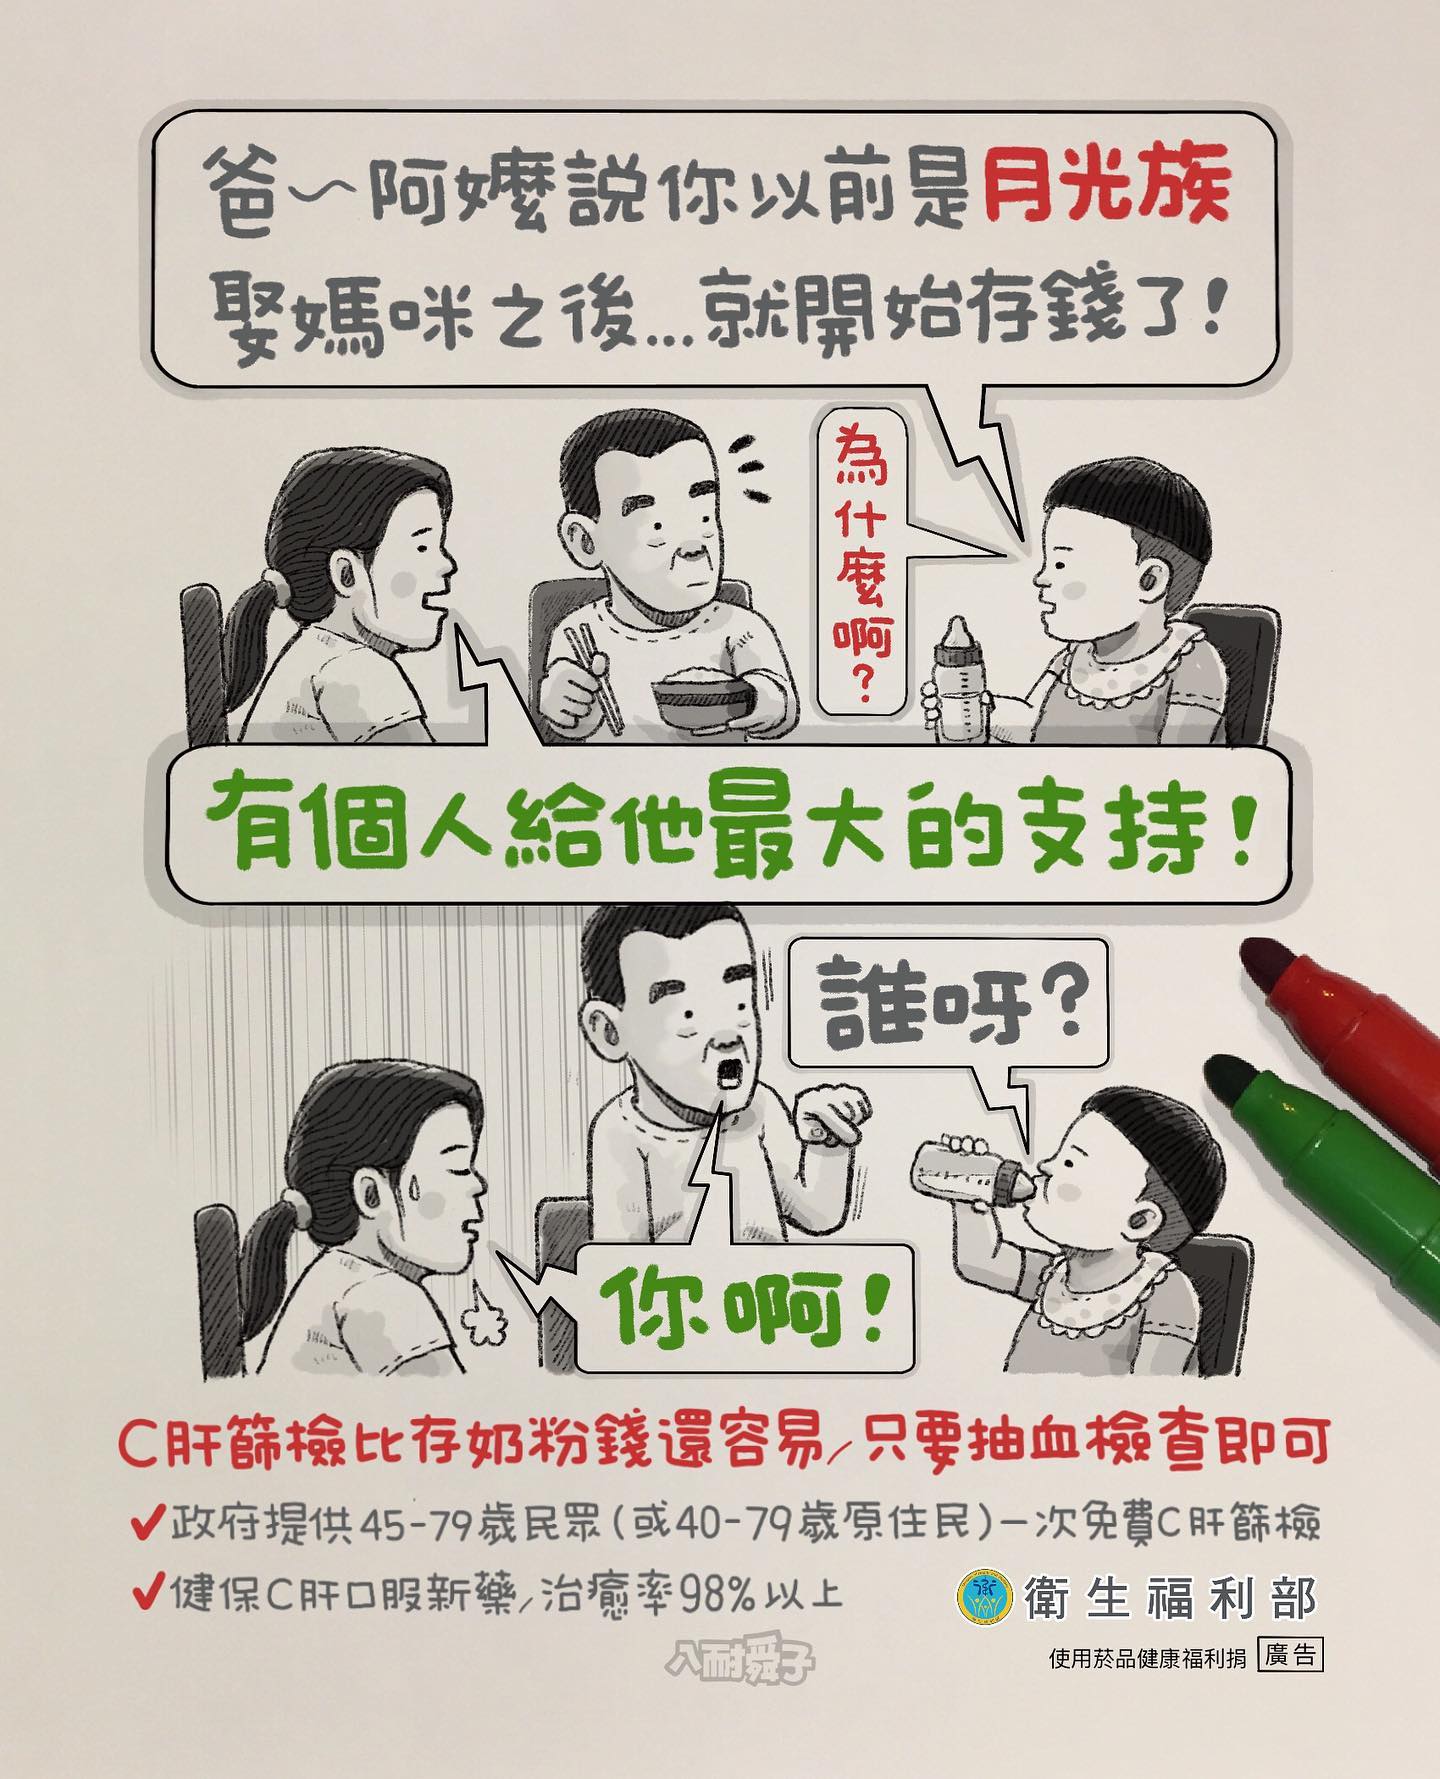 爸～阿嬤說你以前是月光族
娶媽咪之後...就開始存錢了！
為什麼啊？
有個人給他最大的支持！
誰呀？
你啊！
C肝篩檢比存奶粉錢還容易，只要抽血檢查即可
✓政府提供45-79歲民眾(或40-79歲原住民)一次免費C肝篩檢
✓健保C肝口服新藥，治癒率98%以上
衛生福利部
八耐舜子
使用菸品健康福利捐 廣告